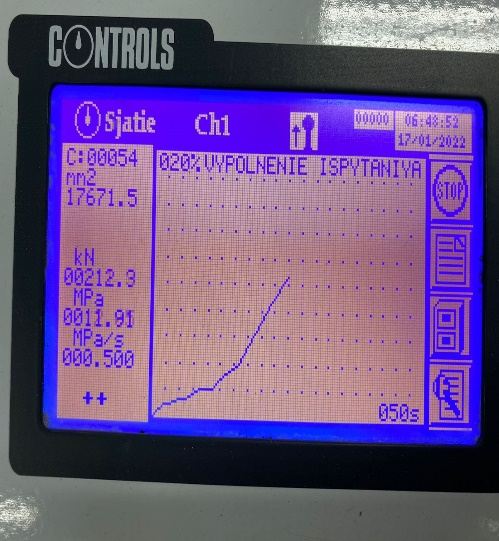 CONTROLS
Sjatie Ch1 00000 06:48:52
17/01/2022
C:00054
mm2
17671.5
020% VYPOLNENIE ISPYTANIYA
STOP
kN
00212.3
MPa
0011.91
MPa/s
000.500
++
050s